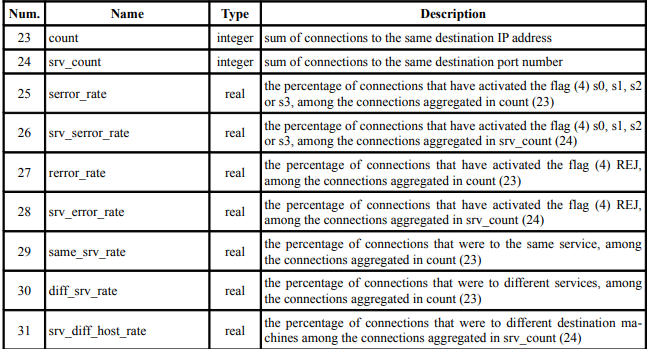 Num. Name Type Description
23 count integer sum of connections to the same destination IP address
24 srv_count integer sum of connections to the same destination port number
25 serror_rate real the percentage of connections that have activated the flag (4) s0, s1, s2
or s3, among the connections aggregated in count (23)
26 srv_serror_rate real the percentage of connections that have activated the flag (4) s0, s1, s2
or s3, among the connections aggregated in srv_count (24)
27 rerror_rate real the percentage of connections that have activated the flag (4) REJ,
among the connections aggregated in count (23)
28 srv_error_rate real the percentage of connections that have activated the flag (4) REJ,
among the connections aggregated in srv_count (24)
29 same_srv_rate real the percentage of connections that were to the same service, among
the connections aggregated in count (23)
30 diff_srv_rate real the percentage of connections that were to different services, among
the connections aggregated in count (23)
31 srv_diff_host_rate real the percentage of connections that were to different destination ma-
chines among the connections aggregated in srv_count (24)